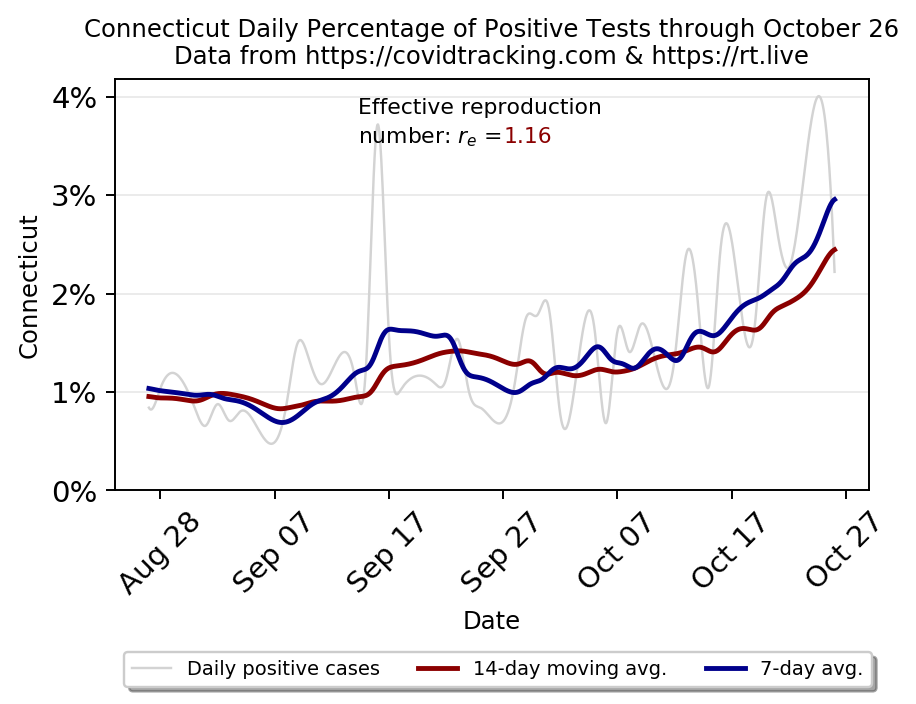 Connecticut Daily Percentage of Positive Tests through October 26
Data from https://covidtracking.com & https://rt.live
Effective reproduction
number: rₑ =1.16
4%
3%
2%
1%
0%
Connecticut
Aug 28
Sep 07
Sep 17
Sep 27
Oct 07
Oct 17
Oct 27
Date
Daily positive cases
14-day moving avg.
7-day avg.